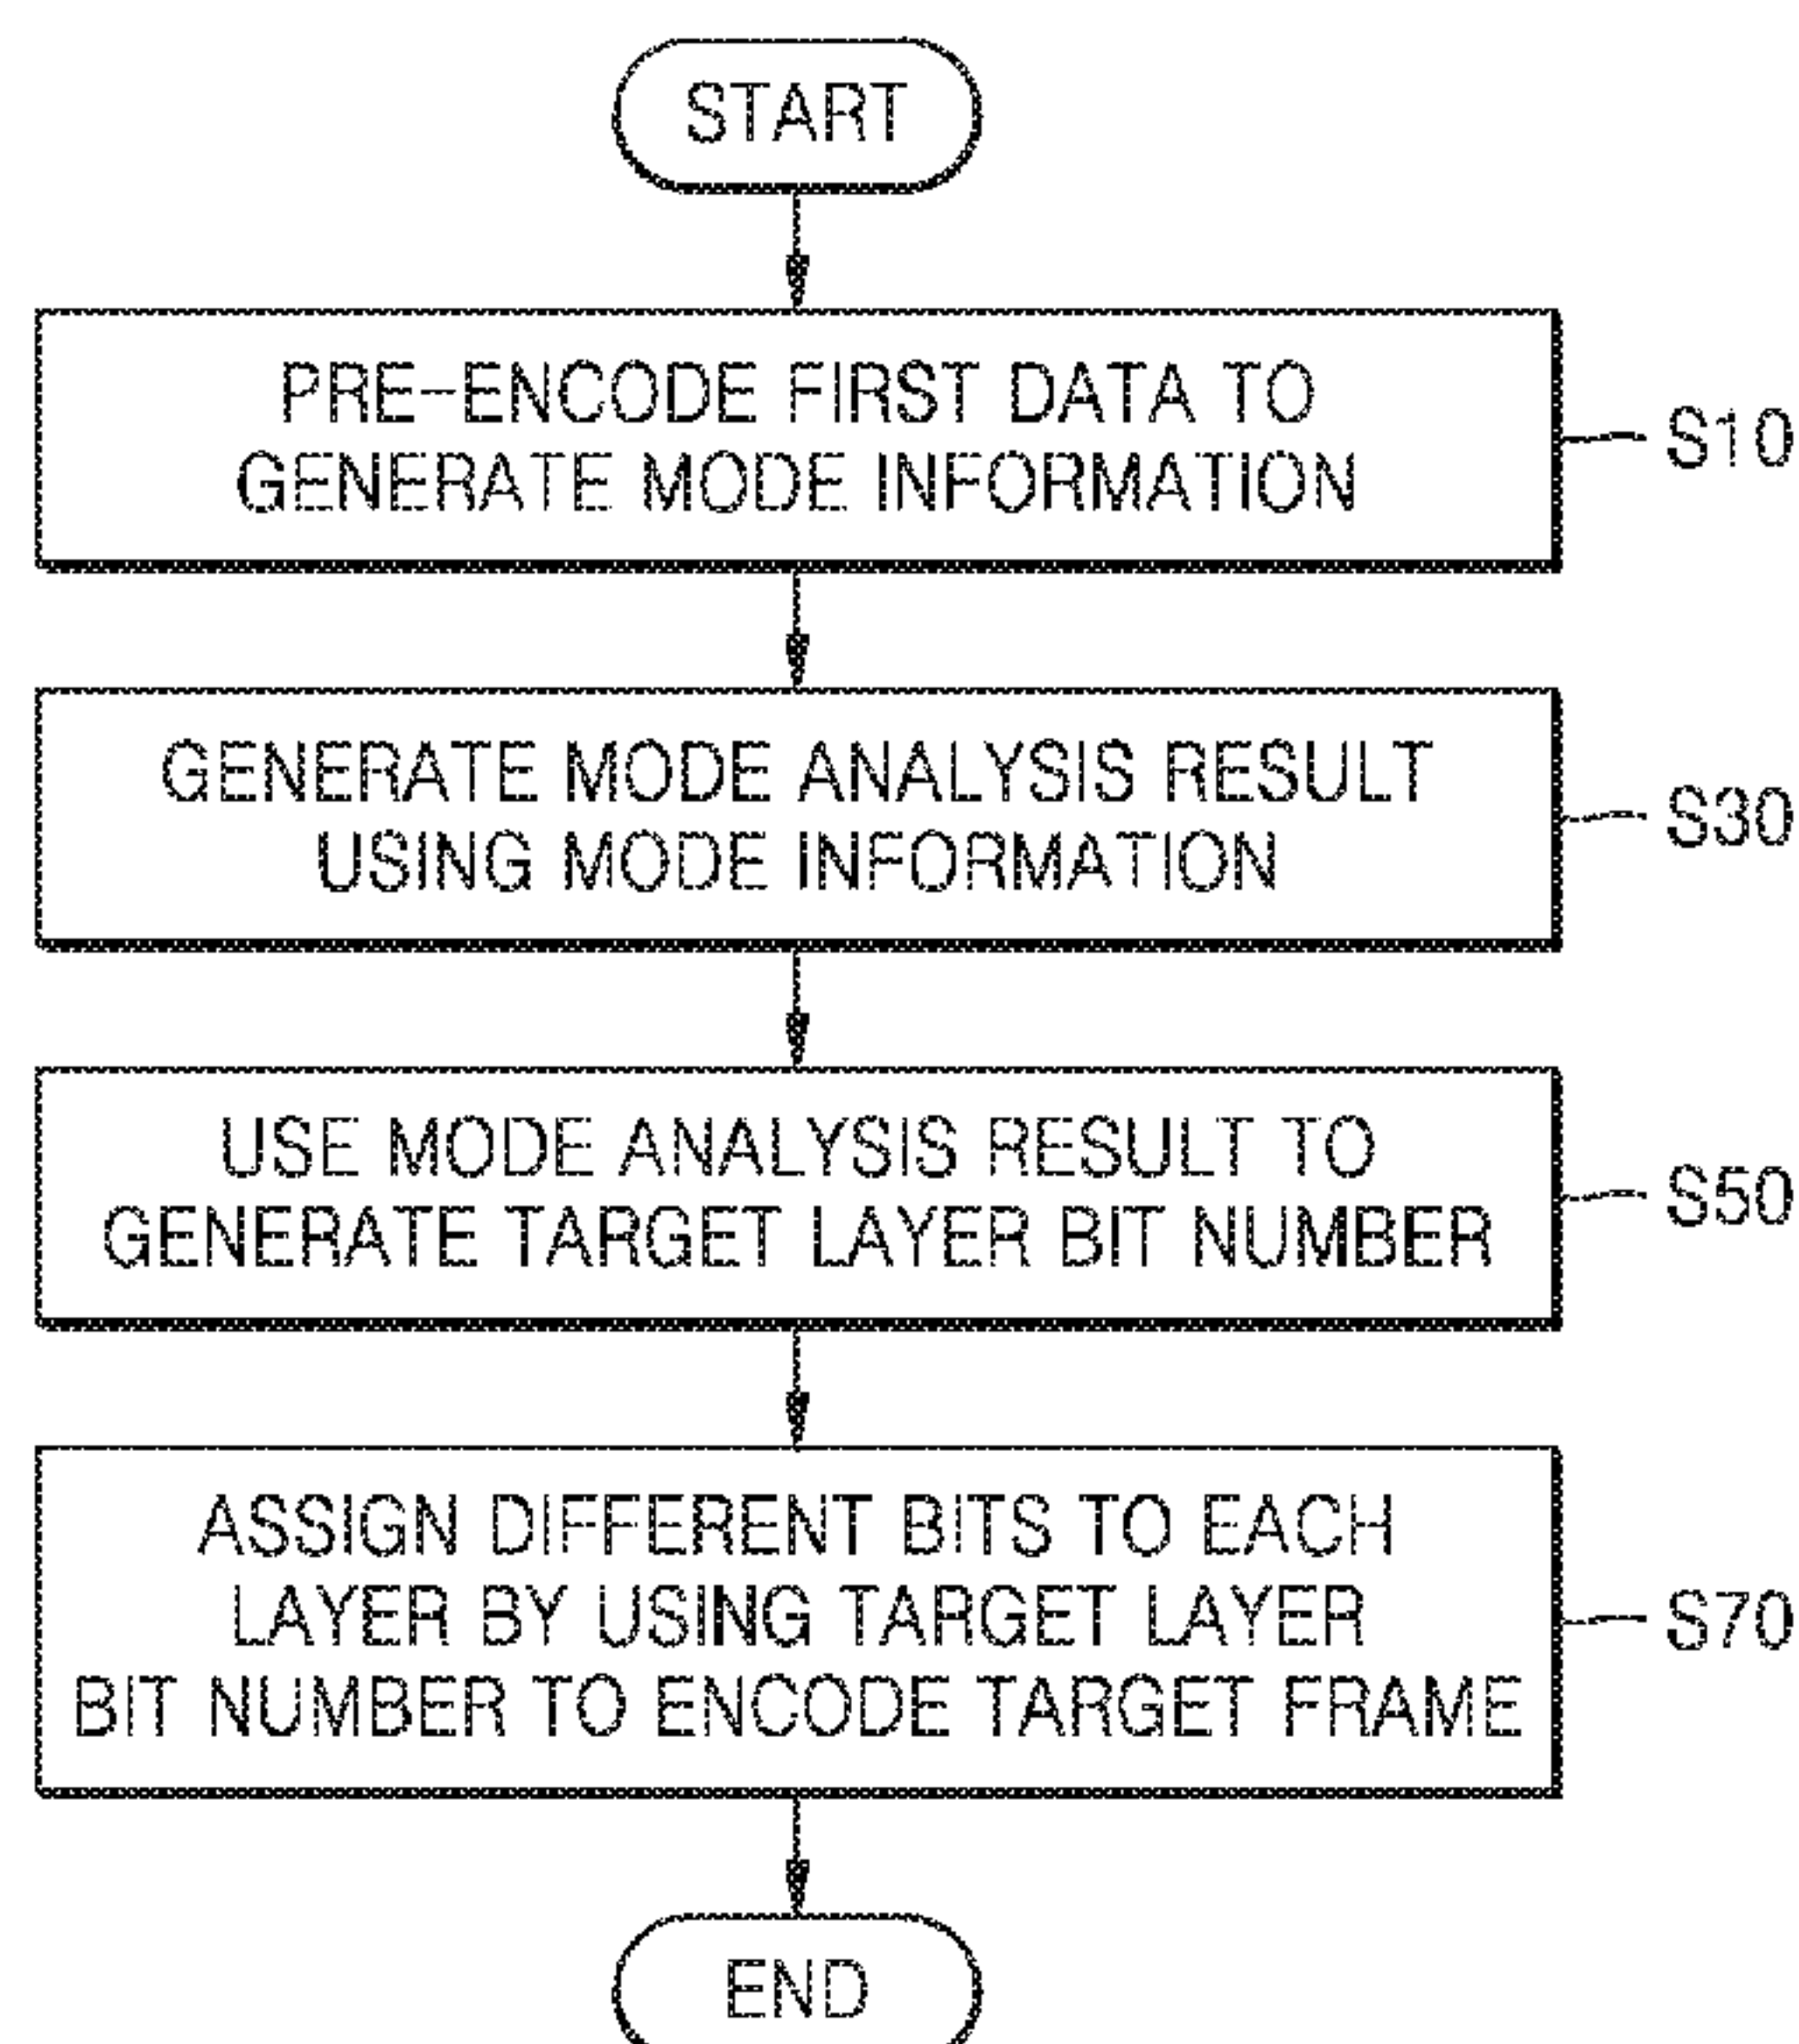 START
PRE-ENCODE FIRST DATA TO
GENERATE MODE INFORMATION
S10
GENERATE MODE ANALYSIS RESULT
USING MODE INFORMATION
S30
USE MODE ANALYSIS RESULT TO
GENERATE TARGET LAYER BIT NUMBER
S50
ASSIGN DIFFERENT BITS TO EACH
LAYER BY USING TARGET LAYER
BIT NUMBER TO ENCODE TARGET FRAME
S70
END